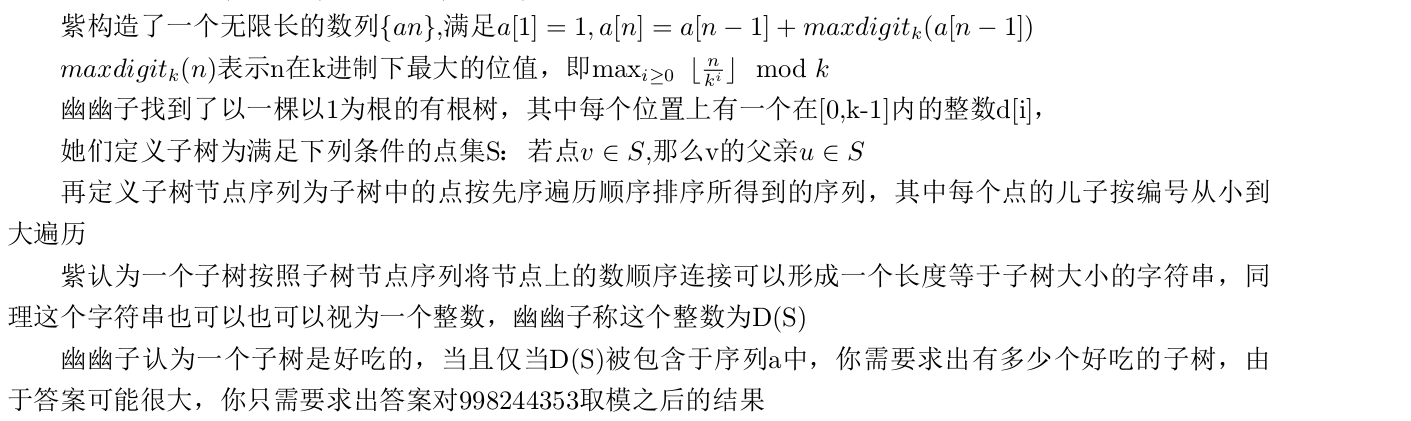 紫构造了一个无限长的数列{an},满足a[1] = 1, a[n] = a[n − 1] + maxdigit_k(a[n − 1])
maxdigit_k(n)表示n在k进制下最大的位值，即max_{i≥0} ⌊n/k^i⌋ mod k
幽幽子找到了以一棵以1为根的有根树，其中每个位置上有一个在[0,k-1]内的整数d[i]，
她们定义子树为满足下列条件的点集S：若点v ∈ S,那么v的父亲u ∈ S
再定义子树节点序列为子树中的点按先序遍历顺序排序所得到的序列，其中每个点的儿子按编号从小到
大遍历
紫认为一个子树按照子树节点序列将节点上的数顺序连接可以形成一个长度等于子树大小的字符串，同
理这个字符串也可以也可以视为一个整数，幽幽子称这个整数为D(S)
幽幽子认为一个子树是好吃的，当且仅当D(S)被包含于序列a中，你需要求出有多少个好吃的子树，由
于答案可能很大，你只需要求出答案对998244353取模之后的结果